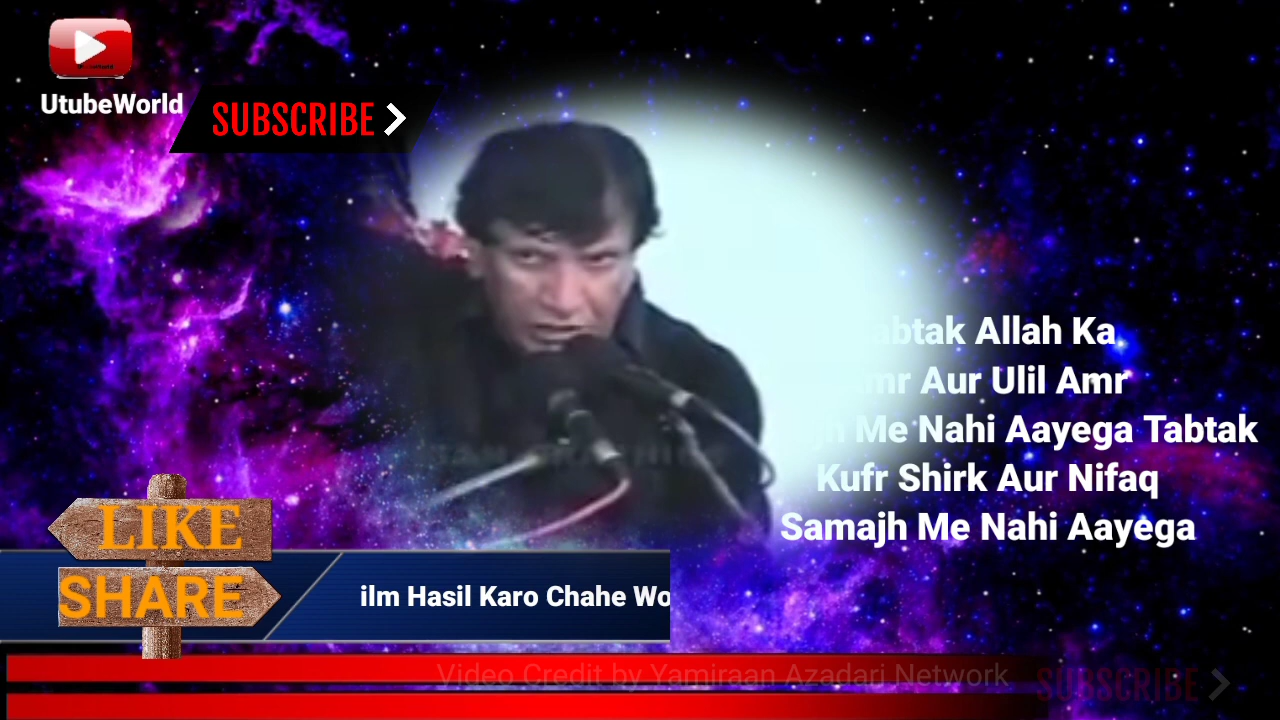 UtubeWorld
SUBSCRIBE
Allah Ka
Aur Ulil Amr
Me Nahi Aayega Tabtak
Kufr Shirk Aur Nifaq
Samajh Me Nahi Aayega
LIKE
SHARE
ilm Hasil Karo Chahe Wo
Video Credit by Yamiraan Azadari Network
SUBSCRIBE